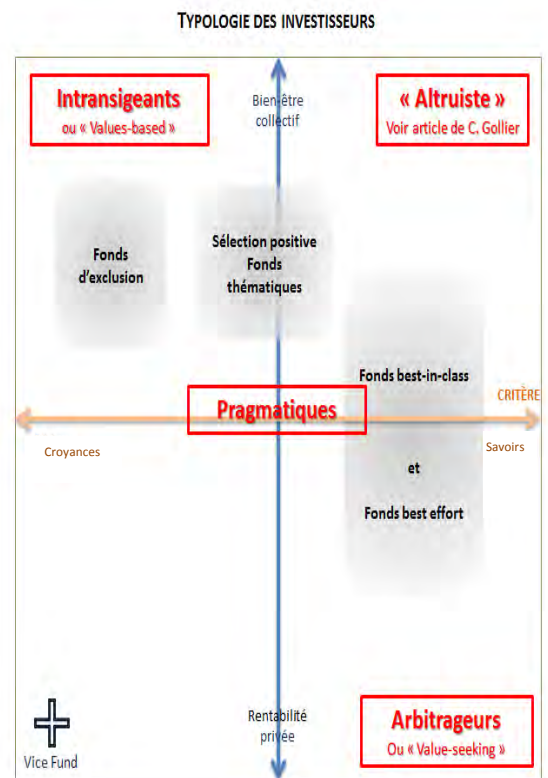 TYPOLOGIE DES INVESTISSEURS
Intransigeants
ou « Values-based »
Bien-être
collectif
« Altruiste »
Voir article de C. Gollier
Fonds
d'exclusion
Sélection positive
Fonds
thématiques
Fonds best-in-class
CRITÈRE
Pragmatiques
Croyances
Savoirs
et
Fonds best effort
Vice Fund
Rentabilité
privée
Arbitrageurs
Ou « Value-seeking »